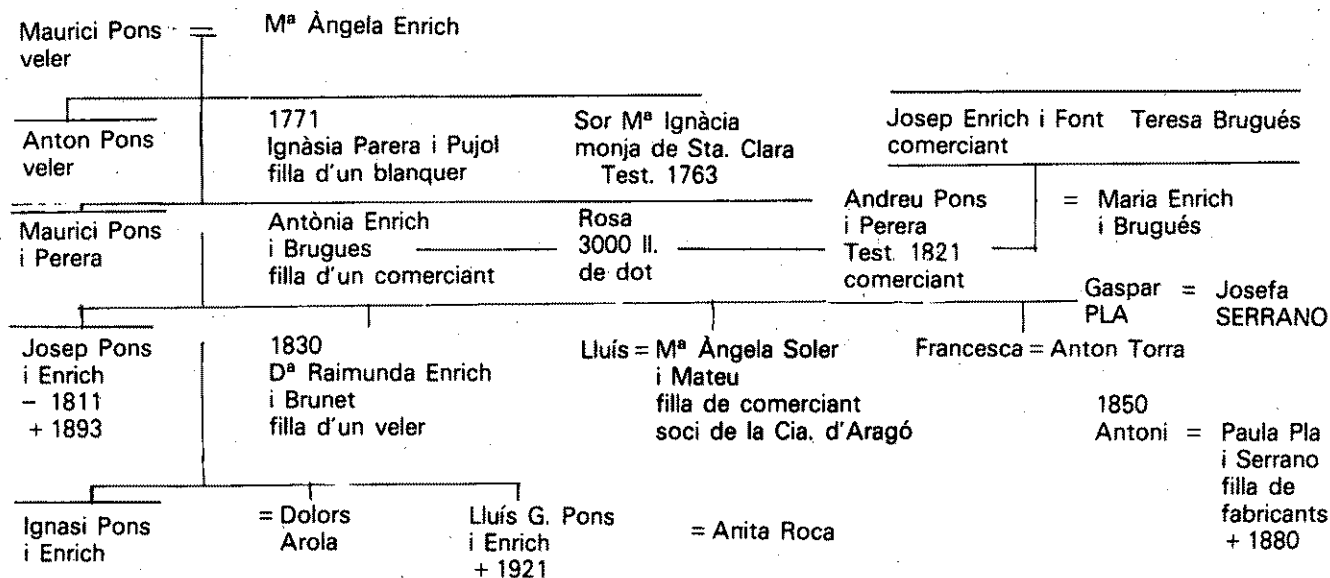 Maurici Pons = Mª Àngela Enrich
veler
Anton Pons
veler
1771
Ignàsia Parera i Pujol
filla d'un blanquer
Sor Mª Ignàcia
monja de Sta. Clara
Test. 1763
Josep Enrich i Font Teresa Brugués
comerciant
Maurici Pons
i Perera
Antònia Enrich
i Brugues
filla d'un comerciant
Rosa
3000 ll.
de dot
Andreu Pons
i Perera
Test. 1821
comerciant
= Maria Enrich
i Brugués
Gaspar = Josefa
PLA SERRANO
Josep Pons
i Enrich
– 1811
+ 1893
1830
Dª Raimunda Enrich
i Brunet
filla d'un veler
Lluís = Mª Àngela Soler
i Mateu
filla de comerciant
soci de la Cia. d'Aragó
Francesca = Anton Torra
1850
Antoni = Paula Pla
i Serrano
filla de
fabricants
+ 1880
Ignasi Pons
i Enrich
= Dolors
Arola
Lluís G. Pons
i Enrich
+ 1921
= Anita Roca